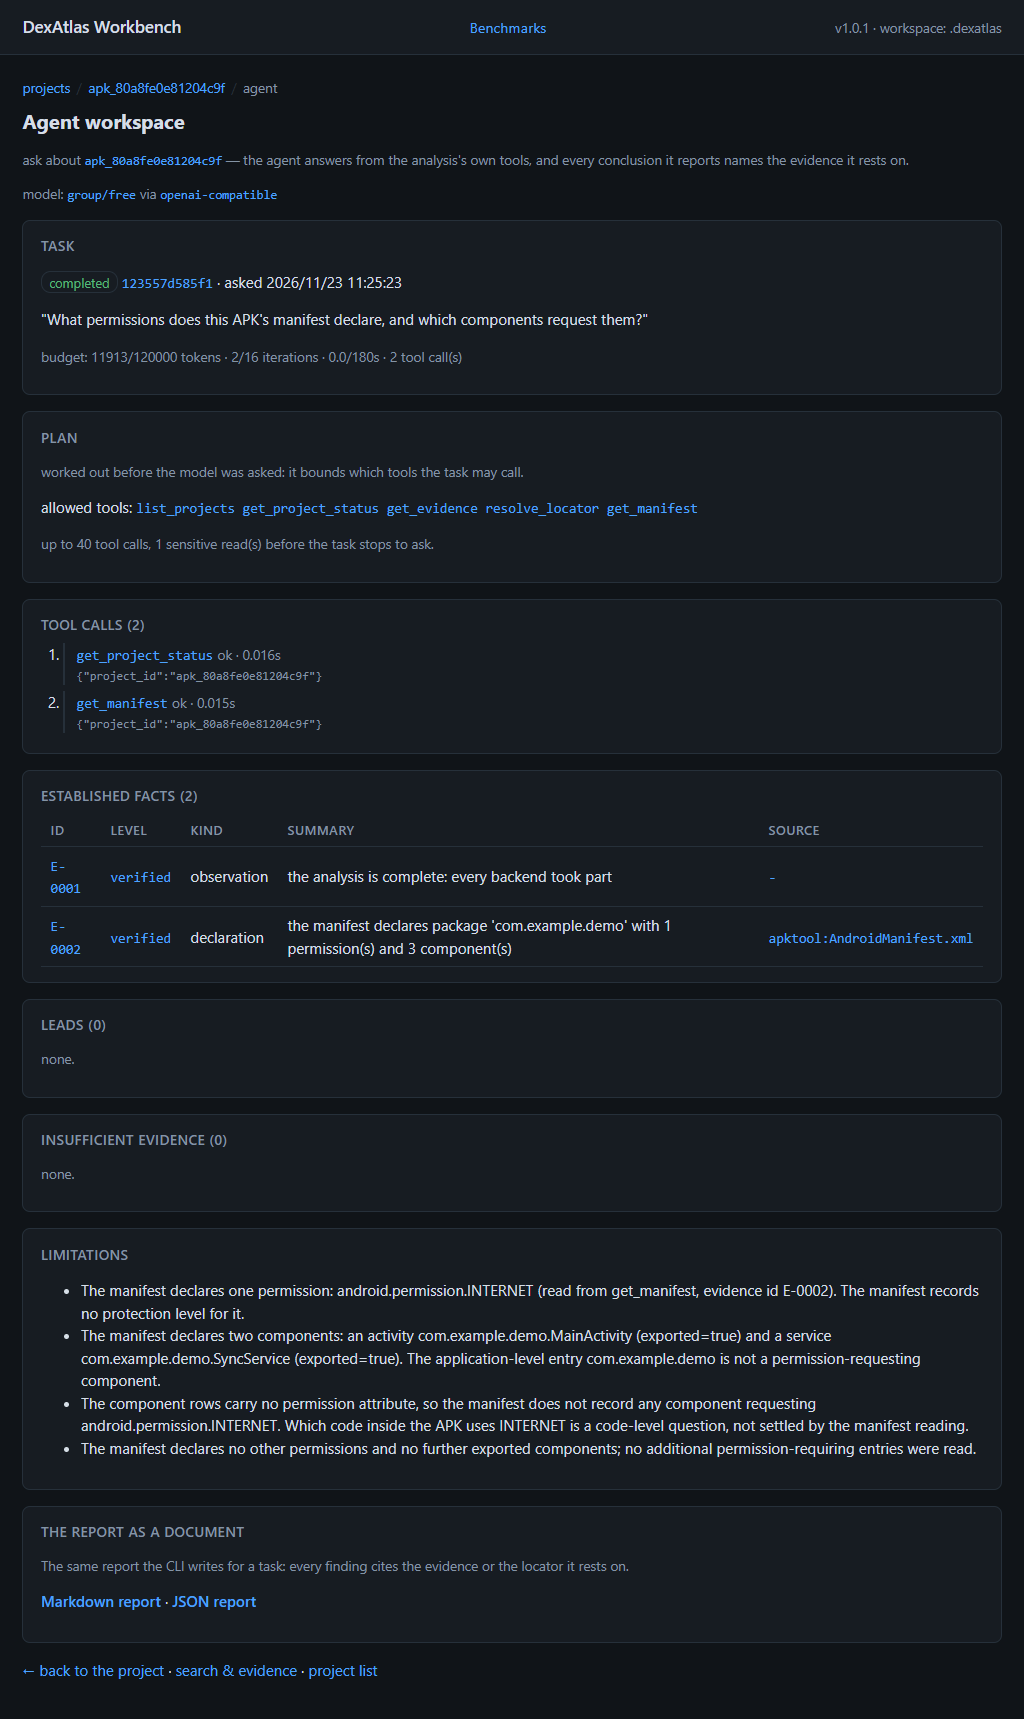 DexAtlas Workbench
Benchmarks
v1.0.1 · workspace: .dexatlas
projects / apk_80a8fe0e81204c9f / agent
Agent workspace
ask about apk_80a8fe0e81204c9f — the agent answers from the analysis's own tools, and every conclusion it reports names the evidence it rests on.
model: group/free via openai-compatible
TASK
completed 123557d585f1 · asked 2026/11/23 11:25:23
"What permissions does this APK's manifest declare, and which components request them?"
budget: 11913/120000 tokens · 2/16 iterations · 0.0/180s · 2 tool call(s)
PLAN
worked out before the model was asked: it bounds which tools the task may call.
allowed tools: list_projects get_project_status get_evidence resolve_locator get_manifest
up to 40 tool calls, 1 sensitive read(s) before the task stops to ask.
TOOL CALLS (2)
1. get_project_status ok · 0.016s
{"project_id":"apk_80a8fe0e81204c9f"}
2. get_manifest ok · 0.015s
{"project_id":"apk_80a8fe0e81204c9f"}
ESTABLISHED FACTS (2)
ID LEVEL KIND SUMMARY SOURCE
E-
0001 verified observation the analysis is complete: every backend took part -
E-
0002 verified declaration the manifest declares package 'com.example.demo' with 1
permission(s) and 3 component(s) apktool:AndroidManifest.xml
LEADS (0)
none.
INSUFFICIENT EVIDENCE (0)
none.
LIMITATIONS
• The manifest declares one permission: android.permission.INTERNET (read from get_manifest, evidence id E-0002). The manifest records
no protection level for it.
• The manifest declares two components: an activity com.example.demo.MainActivity (exported=true) and a service
com.example.demo.SyncService (exported=true). The application-level entry com.example.demo is not a permission-requesting
component.
• The component rows carry no permission attribute, so the manifest does not record any component requesting
android.permission.INTERNET. Which code inside the APK uses INTERNET is a code-level question, not settled by the manifest reading.
• The manifest declares no other permissions and no further exported components; no additional permission-requiring entries were read.
THE REPORT AS A DOCUMENT
The same report the CLI writes for a task: every finding cites the evidence or the locator it rests on.
Markdown report · JSON report
← back to the project · search & evidence · project list